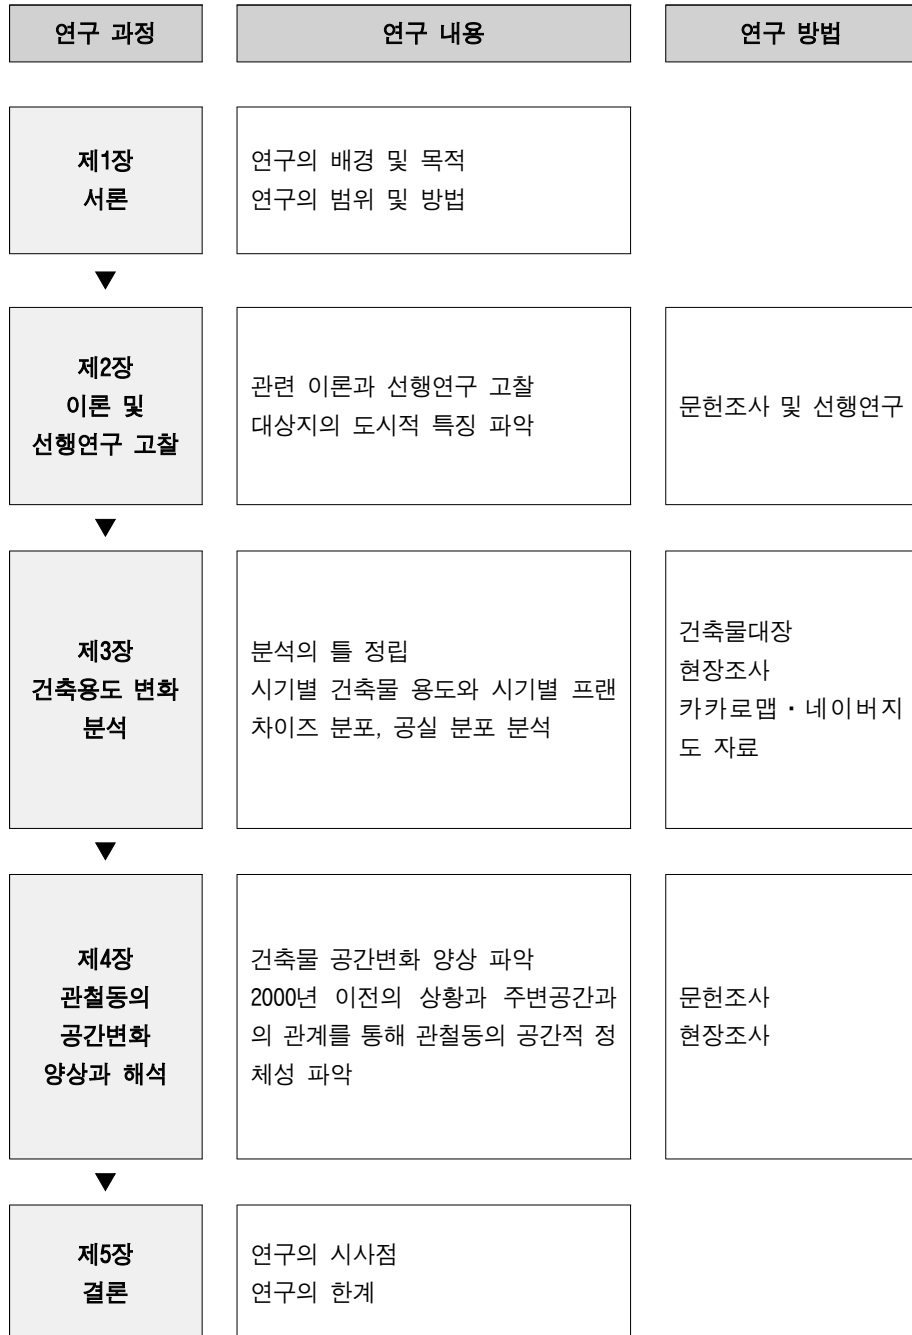 연구 과정
연구 내용
연구 방법
제1장
서론
연구의 배경 및 목적
연구의 범위 및 방법
▼
제2장
이론 및
선행연구 고찰
관련 이론과 선행연구 고찰
대상지의 도시적 특징 파악
문헌조사 및 선행연구
▼
제3장
건축용도 변화
분석
분석의 틀 정립
시기별 건축물 용도와 시기별 프랜
차이즈 분포, 공실 분포 분석
건축물대장
현장조사
카카로맵・네이버지
도 자료
▼
제4장
관철동의
공간변화
양상과 해석
건축물 공간변화 양상 파악
2000년 이전의 상황과 주변공간과
의 관계를 통해 관철동의 공간적 정
체성 파악
문헌조사
현장조사
▼
제5장
결론
연구의 시사점
연구의 한계